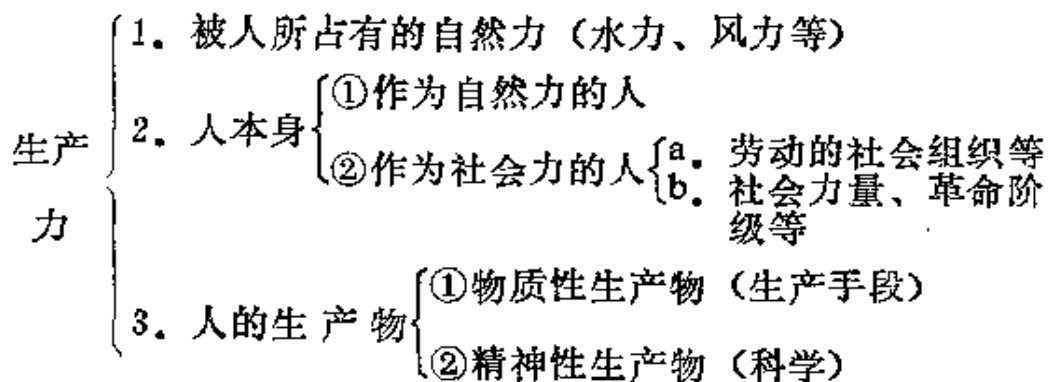 1. 被人所占有的自然力（水力、风力等）
2. 人本身
①作为自然力的人
②作为社会力的人
a. 劳动的社会组织等
b. 社会力量、革命阶
级等
生产
力
3. 人的生产物
①物质性生产物（生产手段）
②精神性生产物（科学）